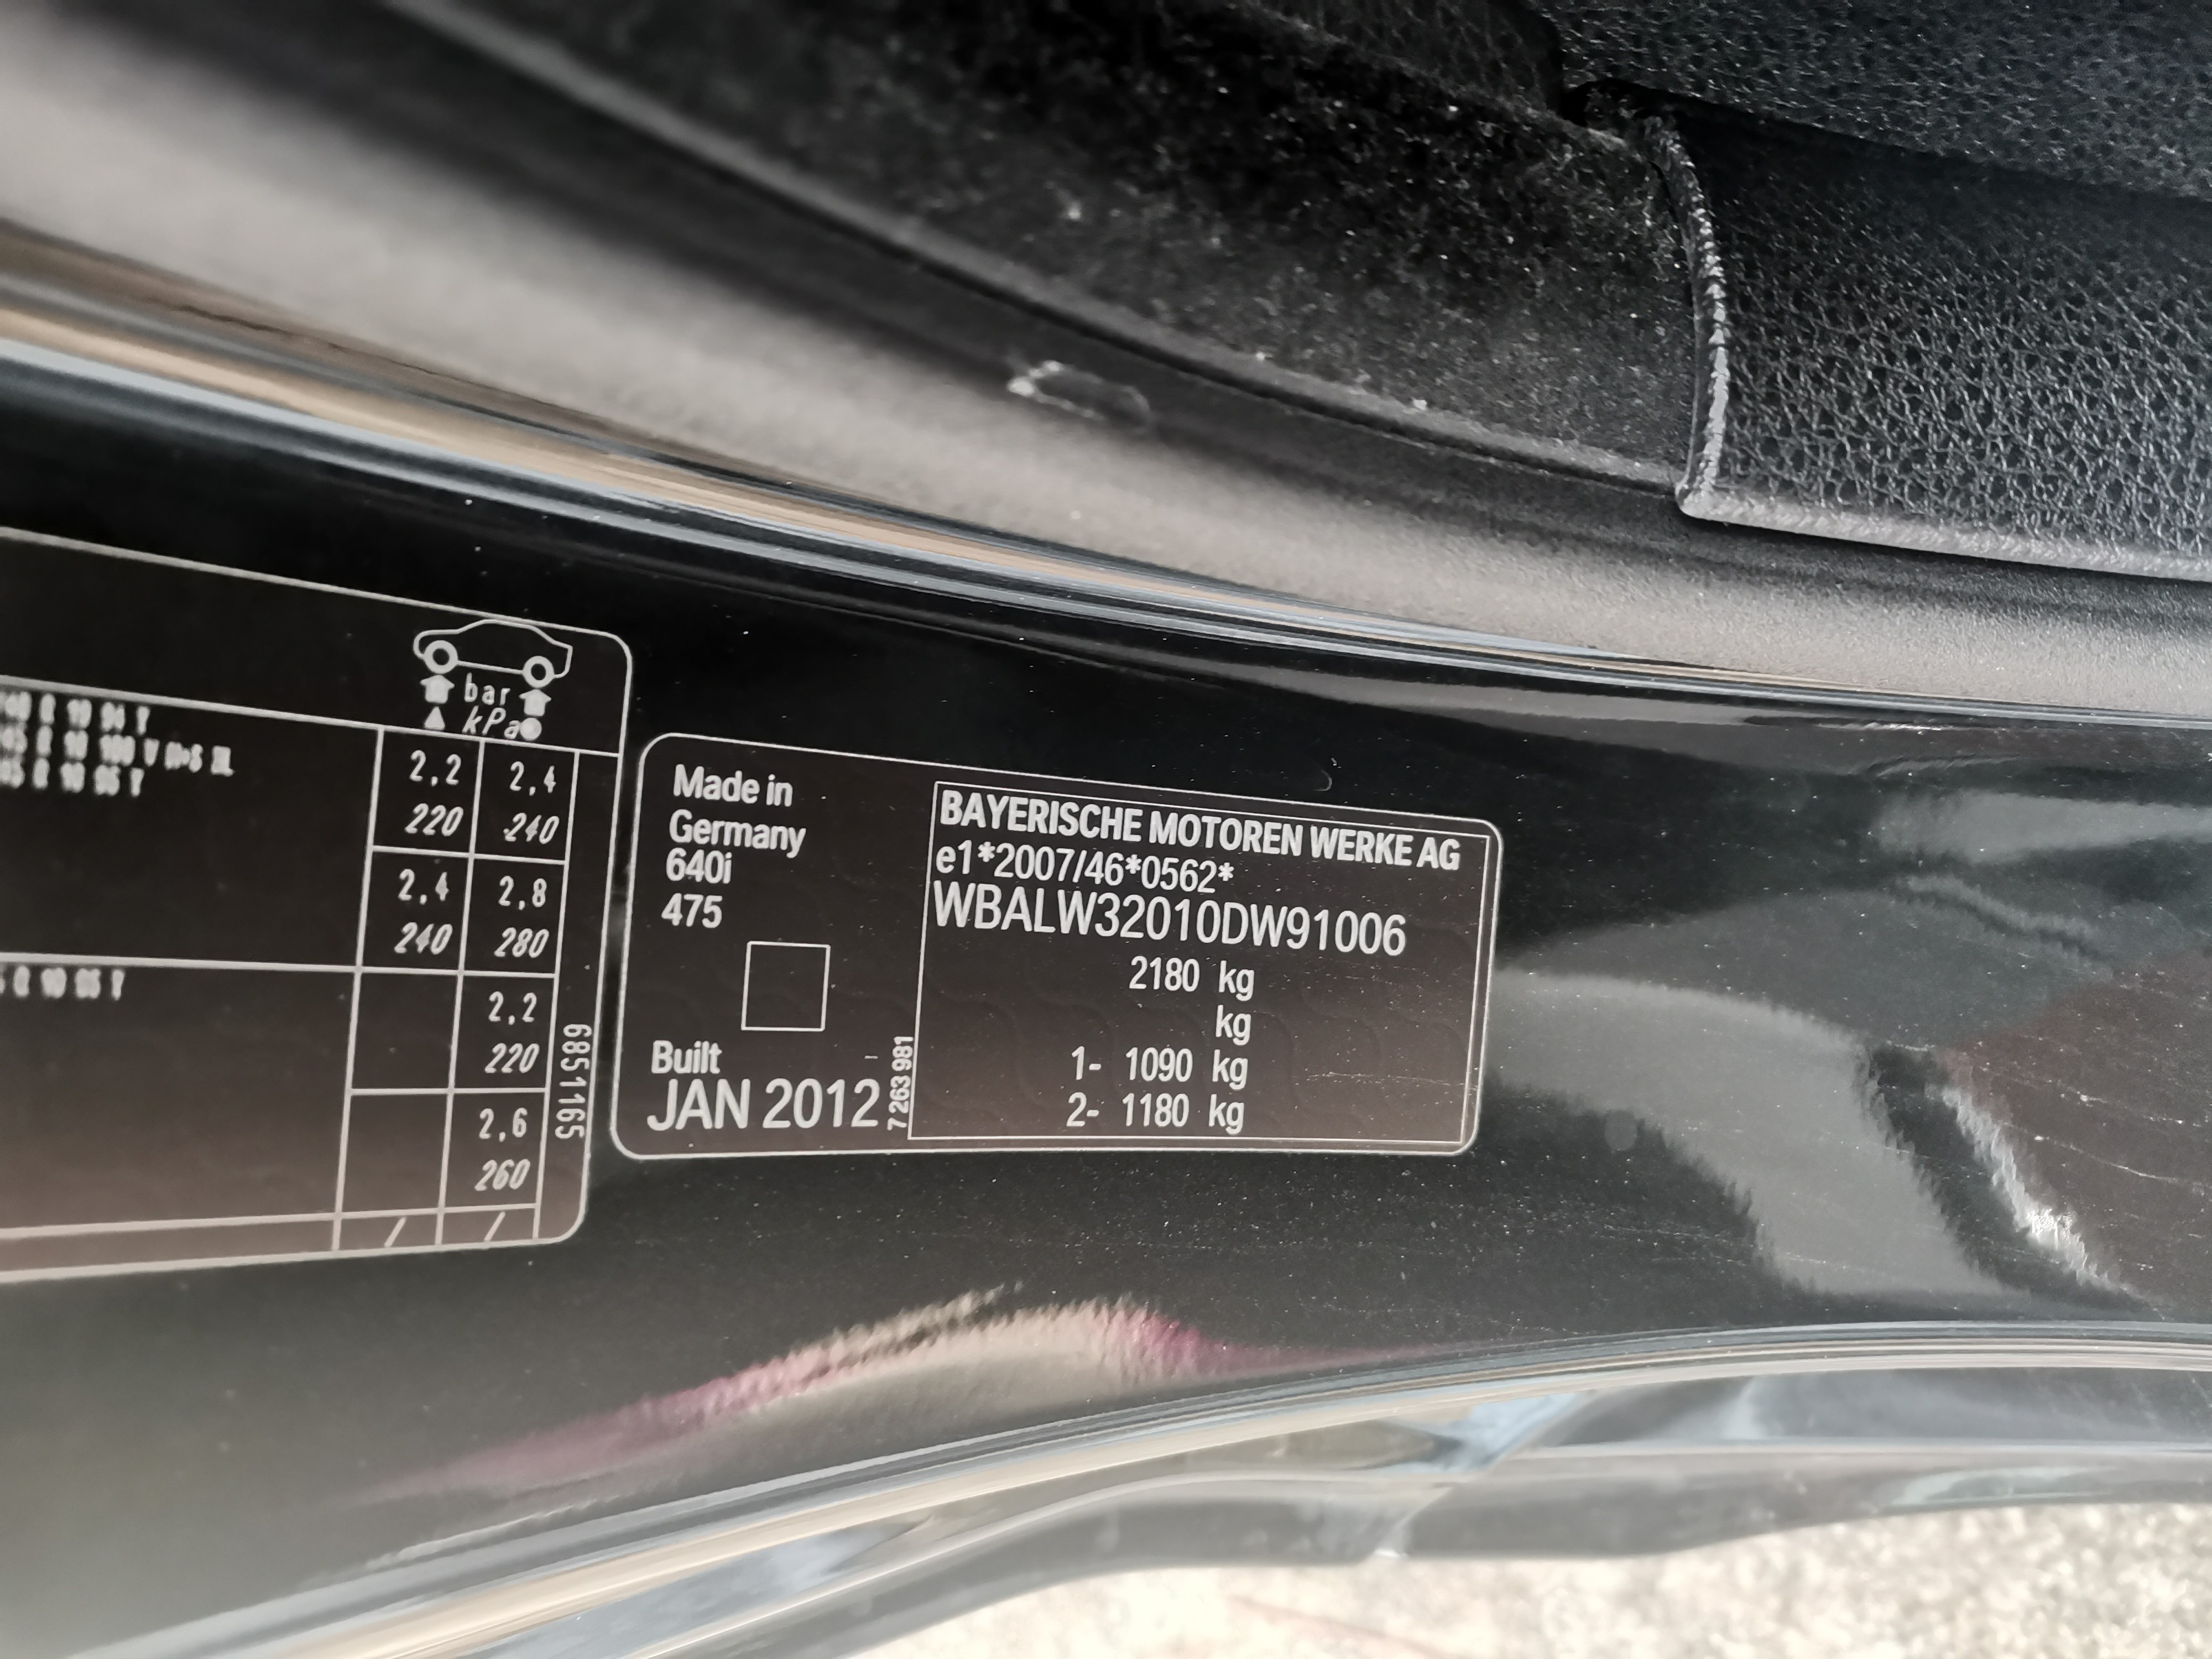 bar
kPa
2,2 2,4
220 240
2,4 2,8
240 280
2,2
220
2,6
260
/ /
6851165
Made in
Germany
640i
475
Built
JAN 2012
7 263 981
BAYERISCHE MOTOREN WERKE AG
e1*2007/46*0562*
WBALW32010DW91006
2180 kg
kg
1- 1090 kg
2- 1180 kg